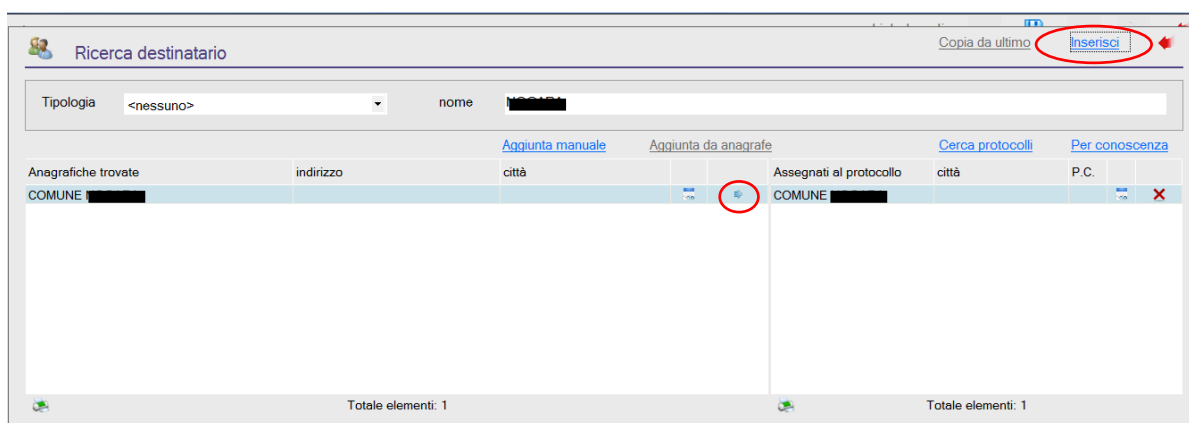 Ricerca destinatario
Copia da ultimo Inserisci
Tipologia <nessuno> nome
Aggiunta manuale Aggiunta da anagrafe Cerca protocolli Per conoscenza
Anagrafiche trovate indirizzo città Assegnati al protocollo città P.C.
COMUNE COMUNE
Totale elementi: 1 Totale elementi: 1